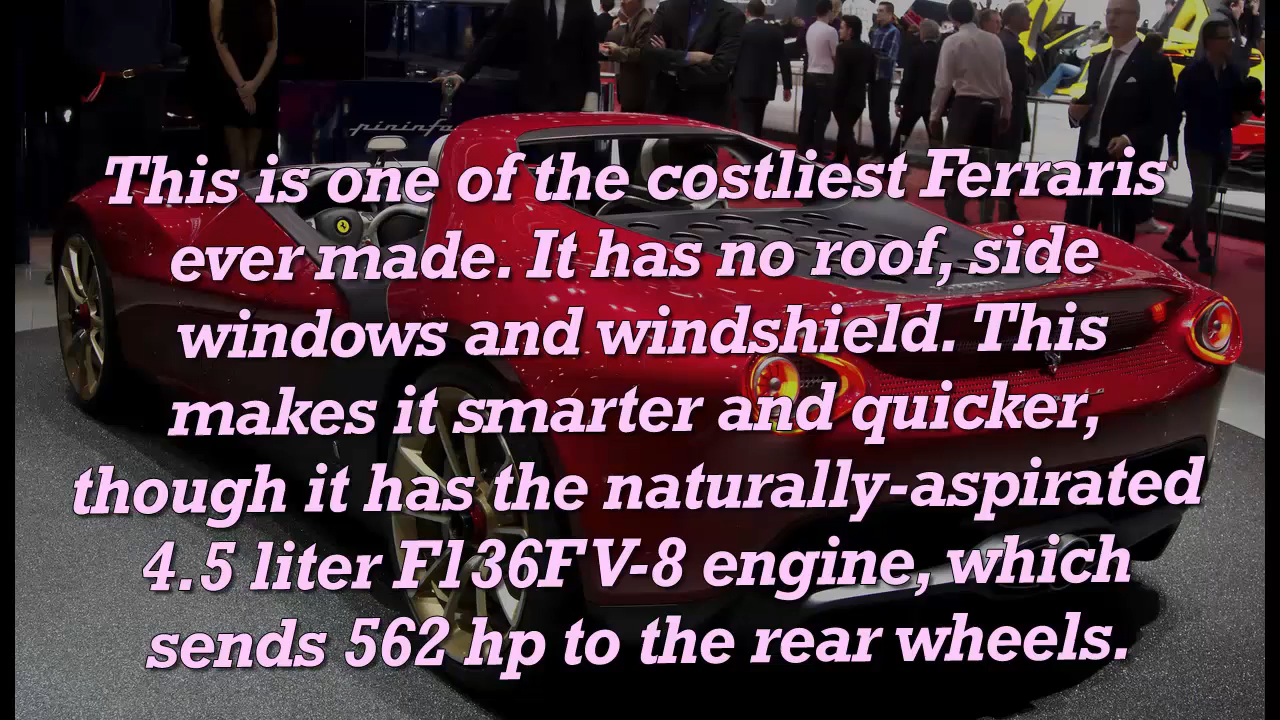 pininfa
This is one of the costliest Ferraris
ever made. It has no roof, side
windows and windshield. This
makes it smarter and quicker,
though it has the naturally-aspirated
4.5 liter F136F V-8 engine, which
sends 562 hp to the rear wheels.